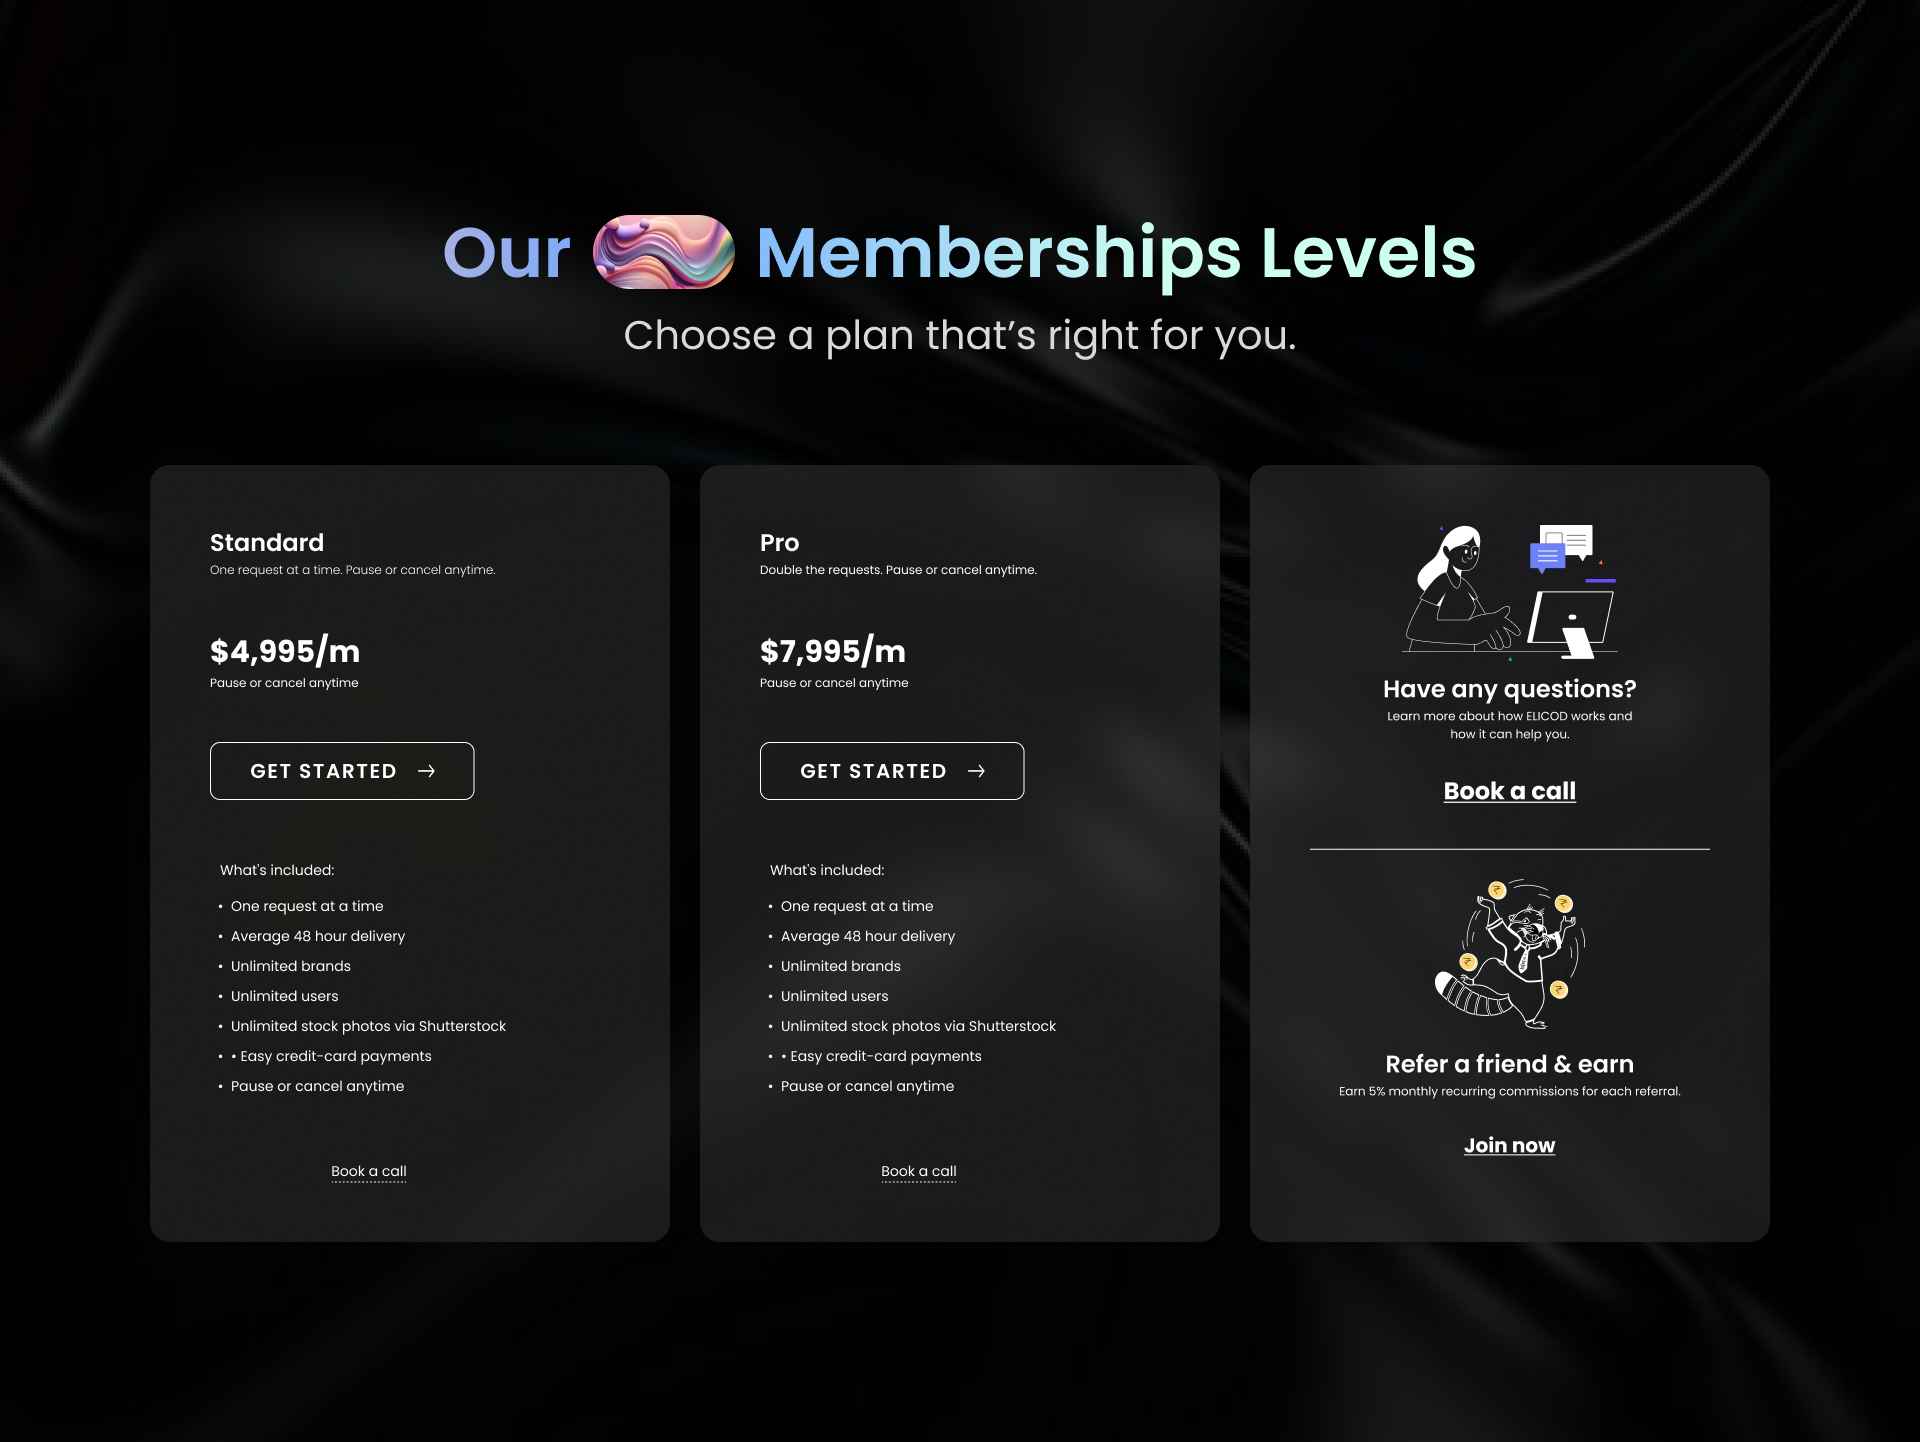 Our Memberships Levels
Choose a plan that's right for you.
Standard
One request at a time. Pause or cancel anytime.
$4,995/m
Pause or cancel anytime
GET STARTED →
What's included:
• One request at a time
• Average 48 hour delivery
• Unlimited brands
• Unlimited users
• Unlimited stock photos via Shutterstock
• • Easy credit-card payments
• Pause or cancel anytime
Book a call
Pro
Double the requests. Pause or cancel anytime.
$7,995/m
Pause or cancel anytime
GET STARTED →
What's included:
• One request at a time
• Average 48 hour delivery
• Unlimited brands
• Unlimited users
• Unlimited stock photos via Shutterstock
• • Easy credit-card payments
• Pause or cancel anytime
Book a call
Have any questions?
Learn more about how ELICOD works and
how it can help you.
Book a call
₹
₹
₹
₹
Refer a friend & earn
Earn 5% monthly recurring commissions for each referral.
Join now